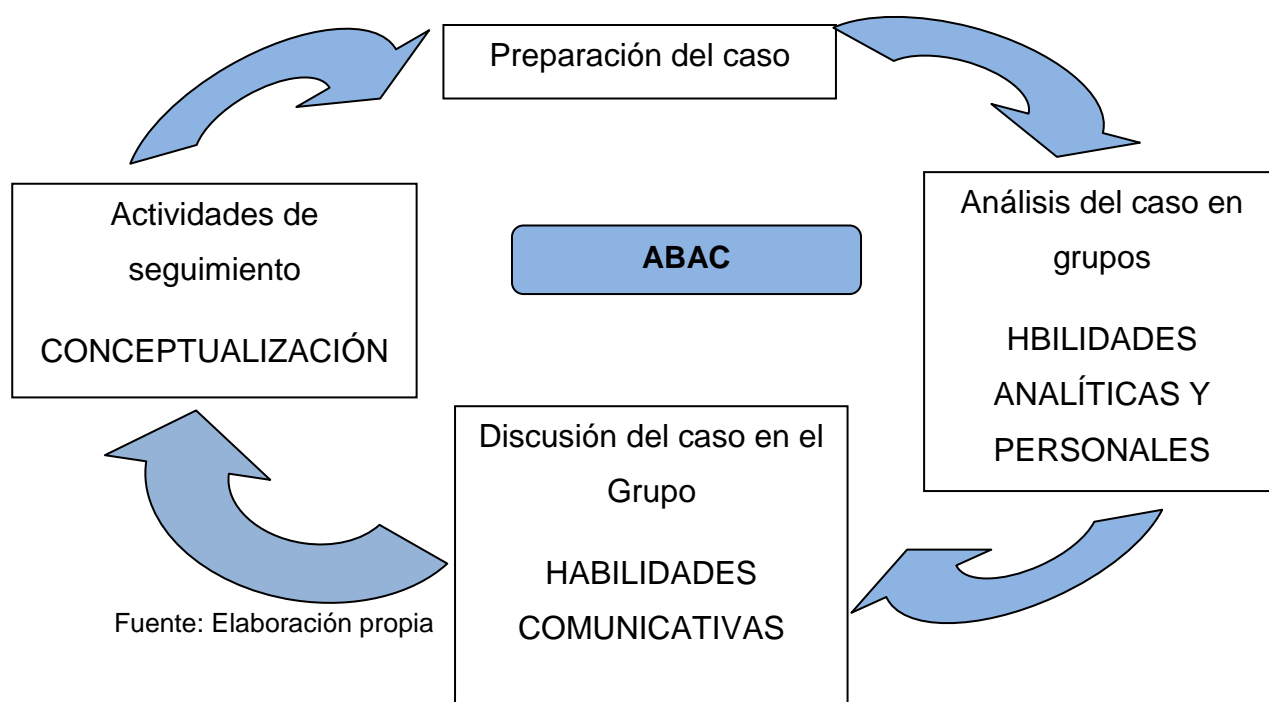 Preparación del caso
Análisis del caso en
grupos
HBILIDADES
ANALÍTICAS Y
PERSONALES
Actividades de
seguimiento
CONCEPTUALIZACIÓN
ABAC
Discusión del caso en el
Grupo
HABILIDADES
COMUNICATIVAS
Fuente: Elaboración propia